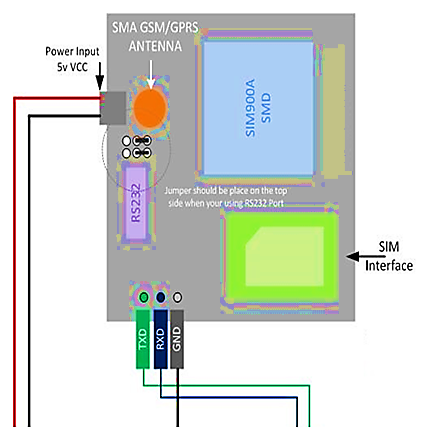 SMA GSM/GPRS
ANTENNA
Power Input
5v VCC
SIM900A
SMD
RS232
Jumper should be place on the top
side when your using RS232 Port
SIM
Interface
TXD
RXD
GND